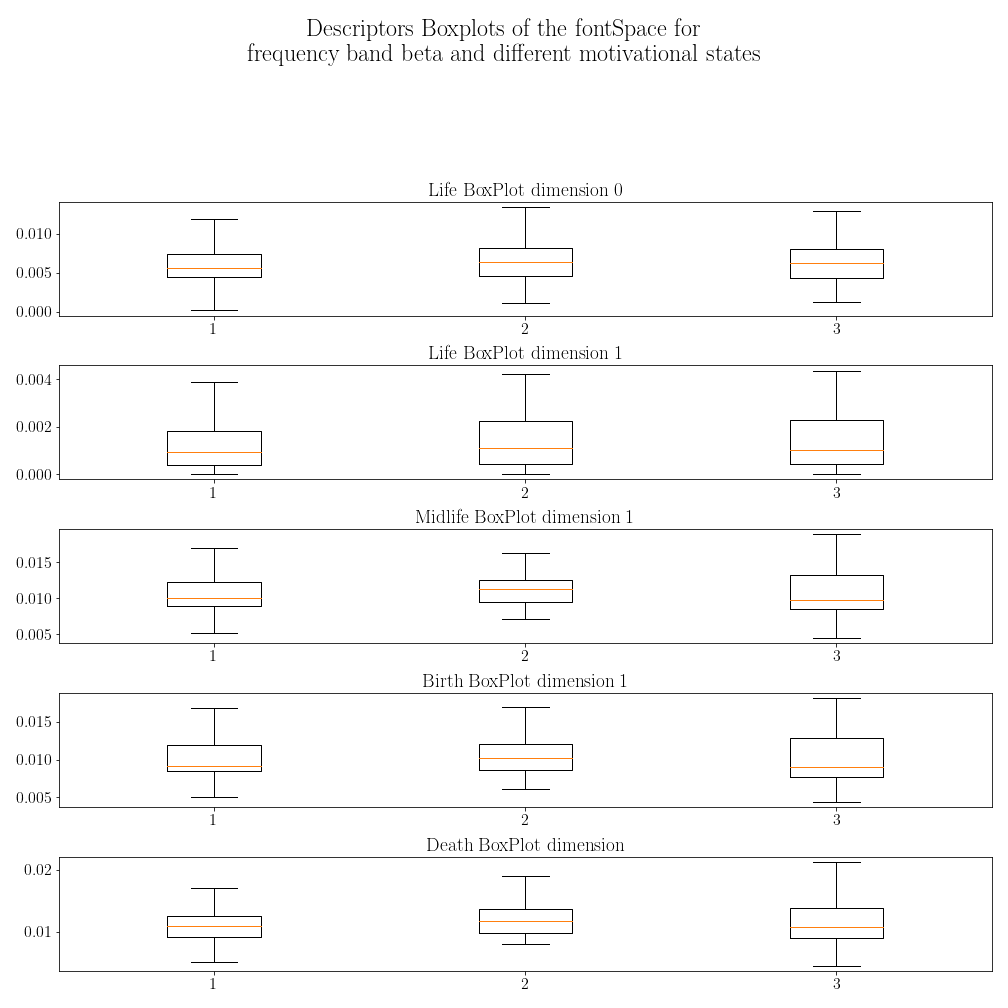 Descriptors Boxplots of the fontSpace for
frequency band beta and different motivational states
Life BoxPlot dimension 0
0.010
0.005
0.000
1 2 3
Life BoxPlot dimension 1
0.004
0.002
0.000
1 2 3
Midlife BoxPlot dimension 1
0.015
0.010
0.005
1 2 3
Birth BoxPlot dimension 1
0.015
0.010
0.005
1 2 3
Death BoxPlot dimension
0.02
0.01
1 2 3